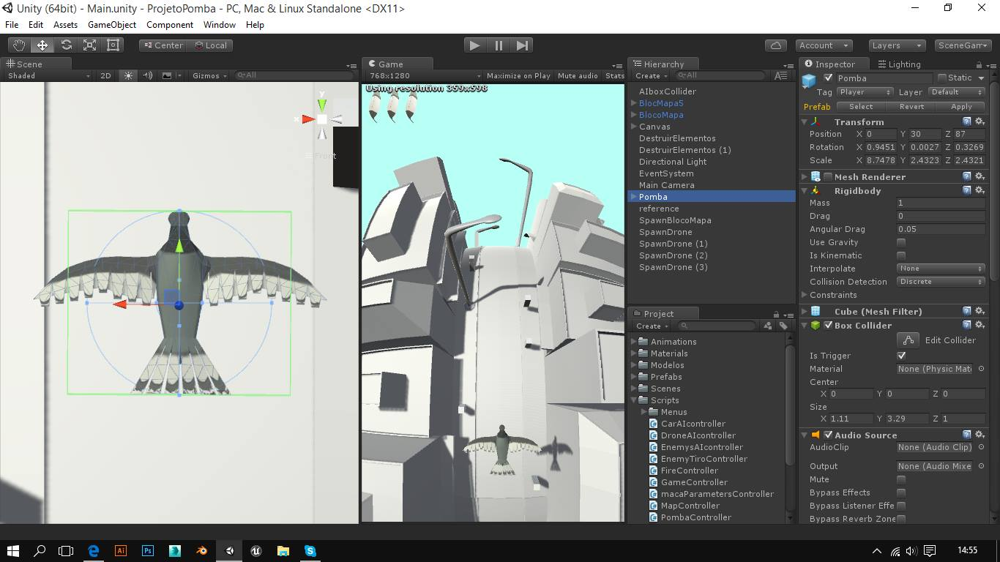 Unity (64bit) - Main.unity - ProjetoPomba - PC, Mac & Linux Standalone <DX11>
File Edit Assets GameObject Component Window Help
Center Local
Account Layers SceneGam
Scene
Shaded 2D Gizmos All
y
x
Front
Game
768x1280 Maximize on Play Mute audio Stats
Using resolution 359x598
Hierarchy
Create All
AIboxCollider
BlocMapa5
BlocoMapa
Canvas
DestruirElementos
DestruirElementos (1)
Directional Light
EventSystem
Main Camera
Pomba
reference
SpawnBlocoMapa
SpawnDrone
SpawnDrone (1)
SpawnDrone (2)
SpawnDrone (3)
Project
Create
Animations
Materials
Modelos
Prefabs
Scenes
Scripts
Menus
CarAIcontroller
DroneAIcontroller
EnemysAIcontroller
EnemyTiroController
FireController
GameController
macaParametersController
MapController
PombaController
Inspector Lighting
Pomba Static
Tag Player Layer Default
Prefab Select Revert Apply
Transform
Position X 0 Y 30 Z 87
Rotation X 0.9451 Y 0.0027 Z 0.3269
Scale X 8.7478 Y 2.4323 Z 2.4321
Mesh Renderer
Rigidbody
Mass 1
Drag 0
Angular Drag 0.05
Use Gravity
Is Kinematic
Interpolate None
Collision Detection Discrete
Constraints
Cube (Mesh Filter)
Box Collider
Edit Collider
Is Trigger
Material None (Physic Mat
Center
X 0 Y 0 Z 0
Size
X 1.11 Y 3.29 Z 1
Audio Source
AudioClip None (Audio Clip)
Output None (Audio Mixe
Mute
Bypass Effects
Bypass Listener Effe
Bypass Reverb Zone
Ai Ps
14:55